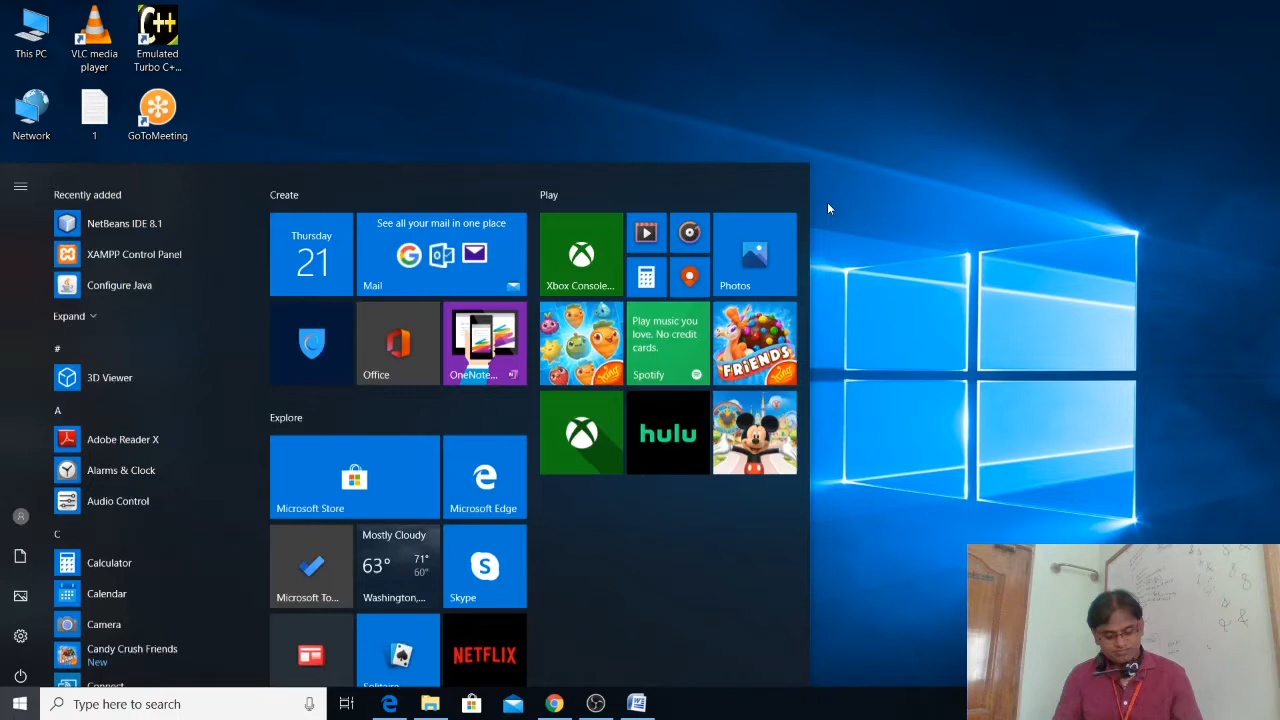 This PC
VLC media
player
Emulated
Turbo C+...
Network
1
GoToMeeting
Recently added
NetBeans IDE 8.1
XAMPP Control Panel
Configure Java
Expand
#
3D Viewer
A
Adobe Reader X
Alarms & Clock
Audio Control
C
Calculator
Calendar
Camera
Candy Crush Friends
New
Connect
Create
Thursday
21
See all your mail in one place
Mail
Office
OneNote...
Explore
Microsoft Store
Microsoft Edge
Microsoft To...
Mostly Cloudy
63° 71°
60°
Washington,...
Skype
Solitaire
NETFLIX
Play
Xbox Console...
Photos
King
Play music you
love. No credit
cards.
Spotify
FRiENDS
King
hulu
Type here to search